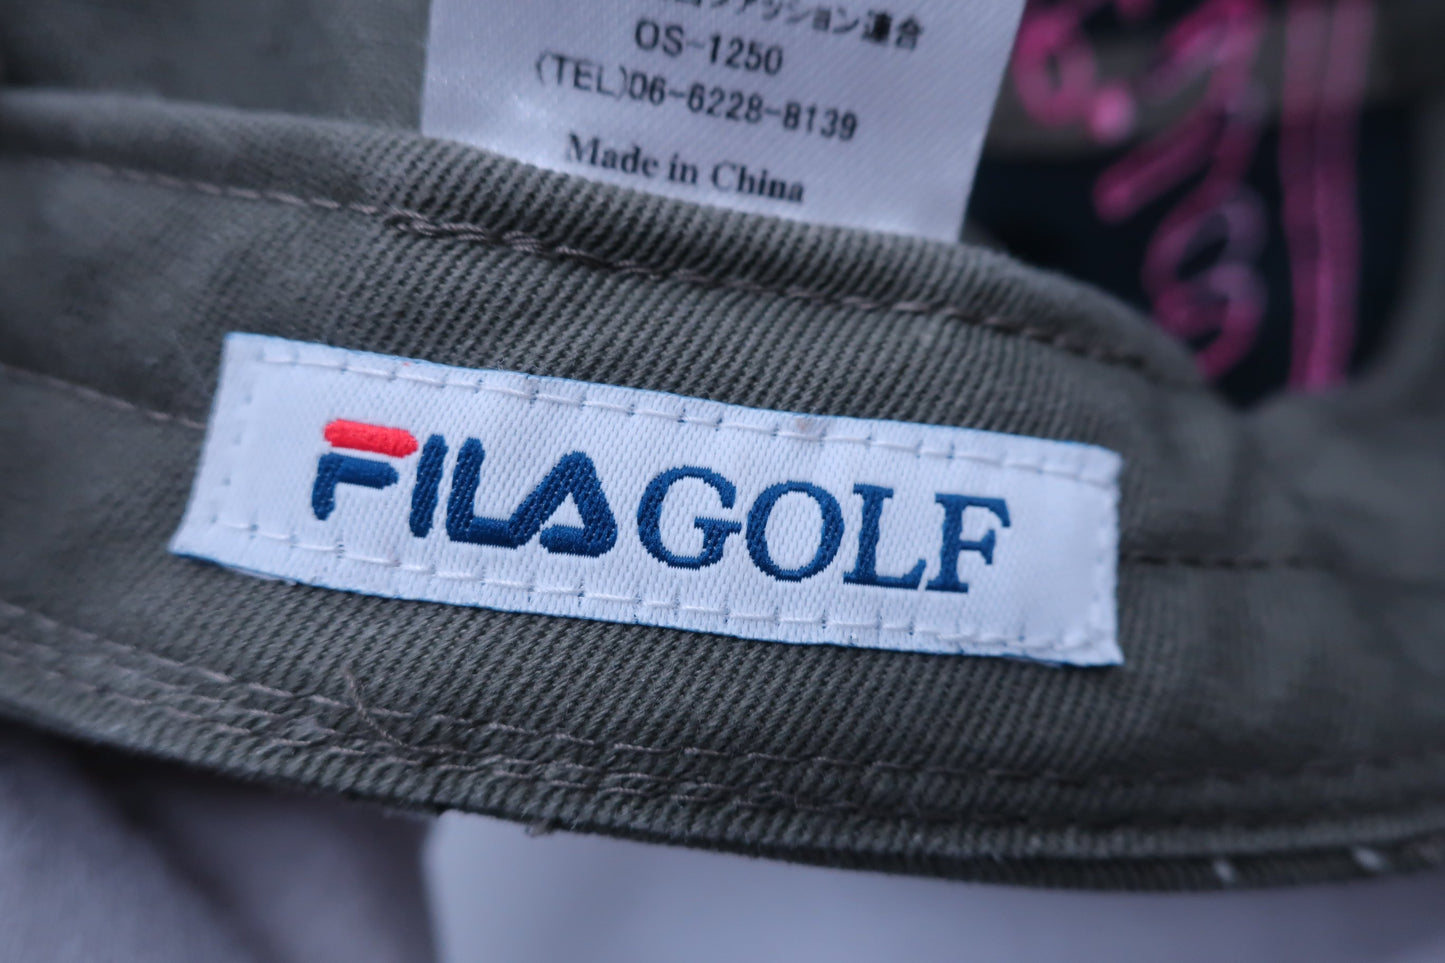 ファッション連合
OS-1250
(TEL)06-6228-8139
Made in China
FILA GOLF